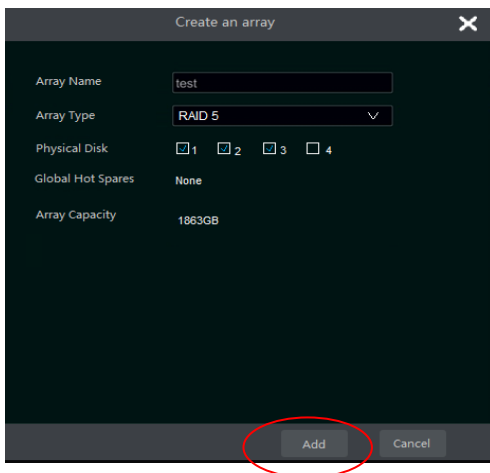 Create an array
Array Name test
Array Type RAID 5
Physical Disk 1 2 3 4
Global Hot Spares None
Array Capacity 1863GB
Add Cancel